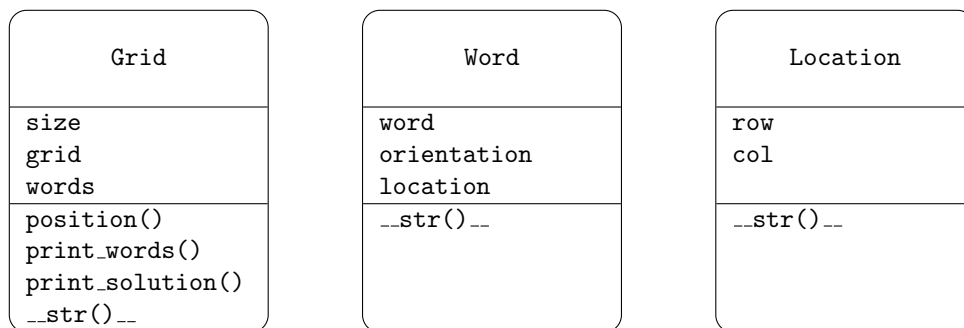 Grid
size
grid
words
position()
print_words()
print_solution()
__str()__
Word
word
orientation
location
__str()__
Location
row
col
__str()__